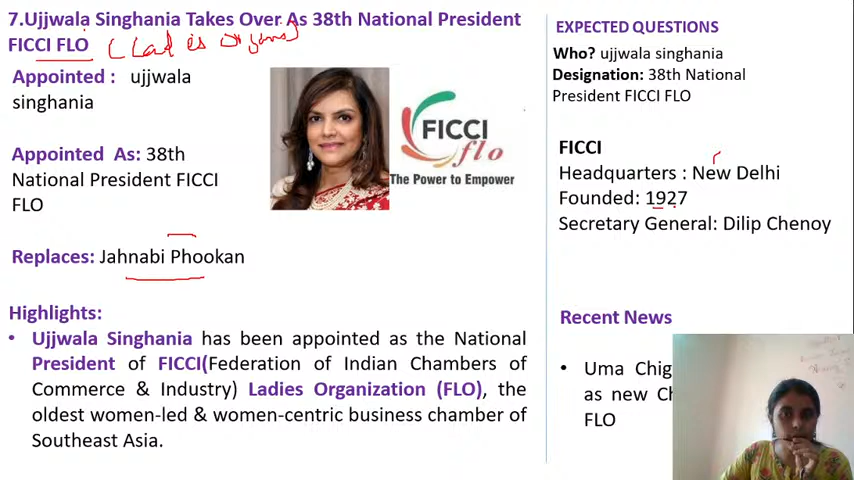 7.Ujjwala Singhania Takes Over As 38th National President
FICCI FLO (Ladies
Appointed : ujjwala
singhania
Appointed As: 38th
National President FICCI
FLO
Replaces: Jahnabi Phookan
FICCI
flo
The Power to Empower
Highlights:
• Ujjwala Singhania has been appointed as the National
President of FICCI(Federation of Indian Chambers of
Commerce & Industry) Ladies Organization (FLO), the
oldest women-led & women-centric business chamber of
Southeast Asia.
EXPECTED QUESTIONS
Who? ujjwala singhania
Designation: 38th National
President FICCI FLO
FICCI
Headquarters : New Delhi
Founded: 1927
Secretary General: Dilip Chenoy
Recent News
• Uma Chig
as new Ch
FLO